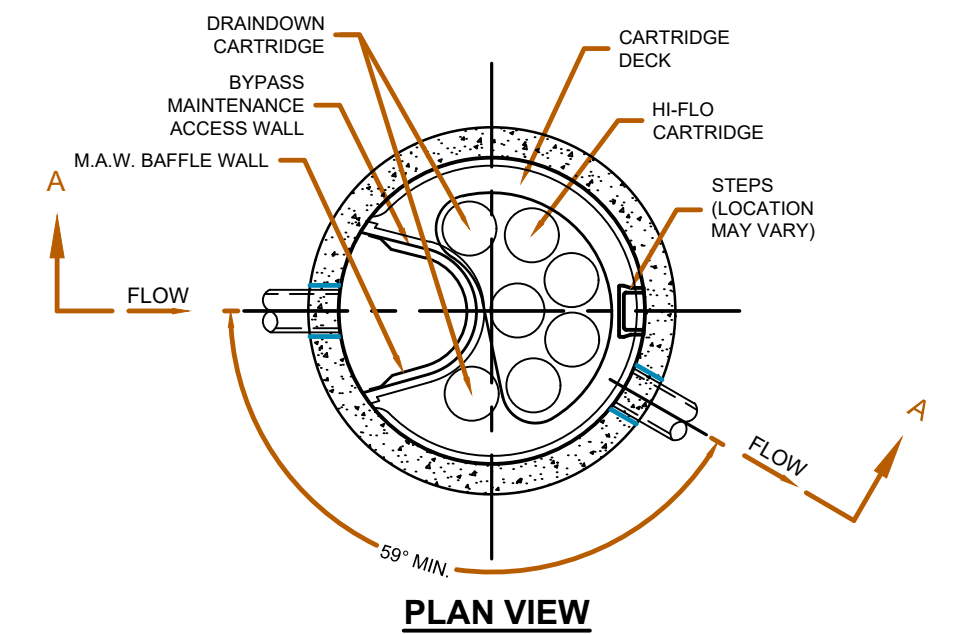 DRAINDOWN
CARTRIDGE
BYPASS
MAINTENANCE
ACCESS WALL
M.A.W. BAFFLE WALL
CARTRIDGE
DECK
HI-FLO
CARTRIDGE
STEPS
(LOCATION
MAY VARY)
A
FLOW
A
FLOW
59° MIN.
PLAN VIEW